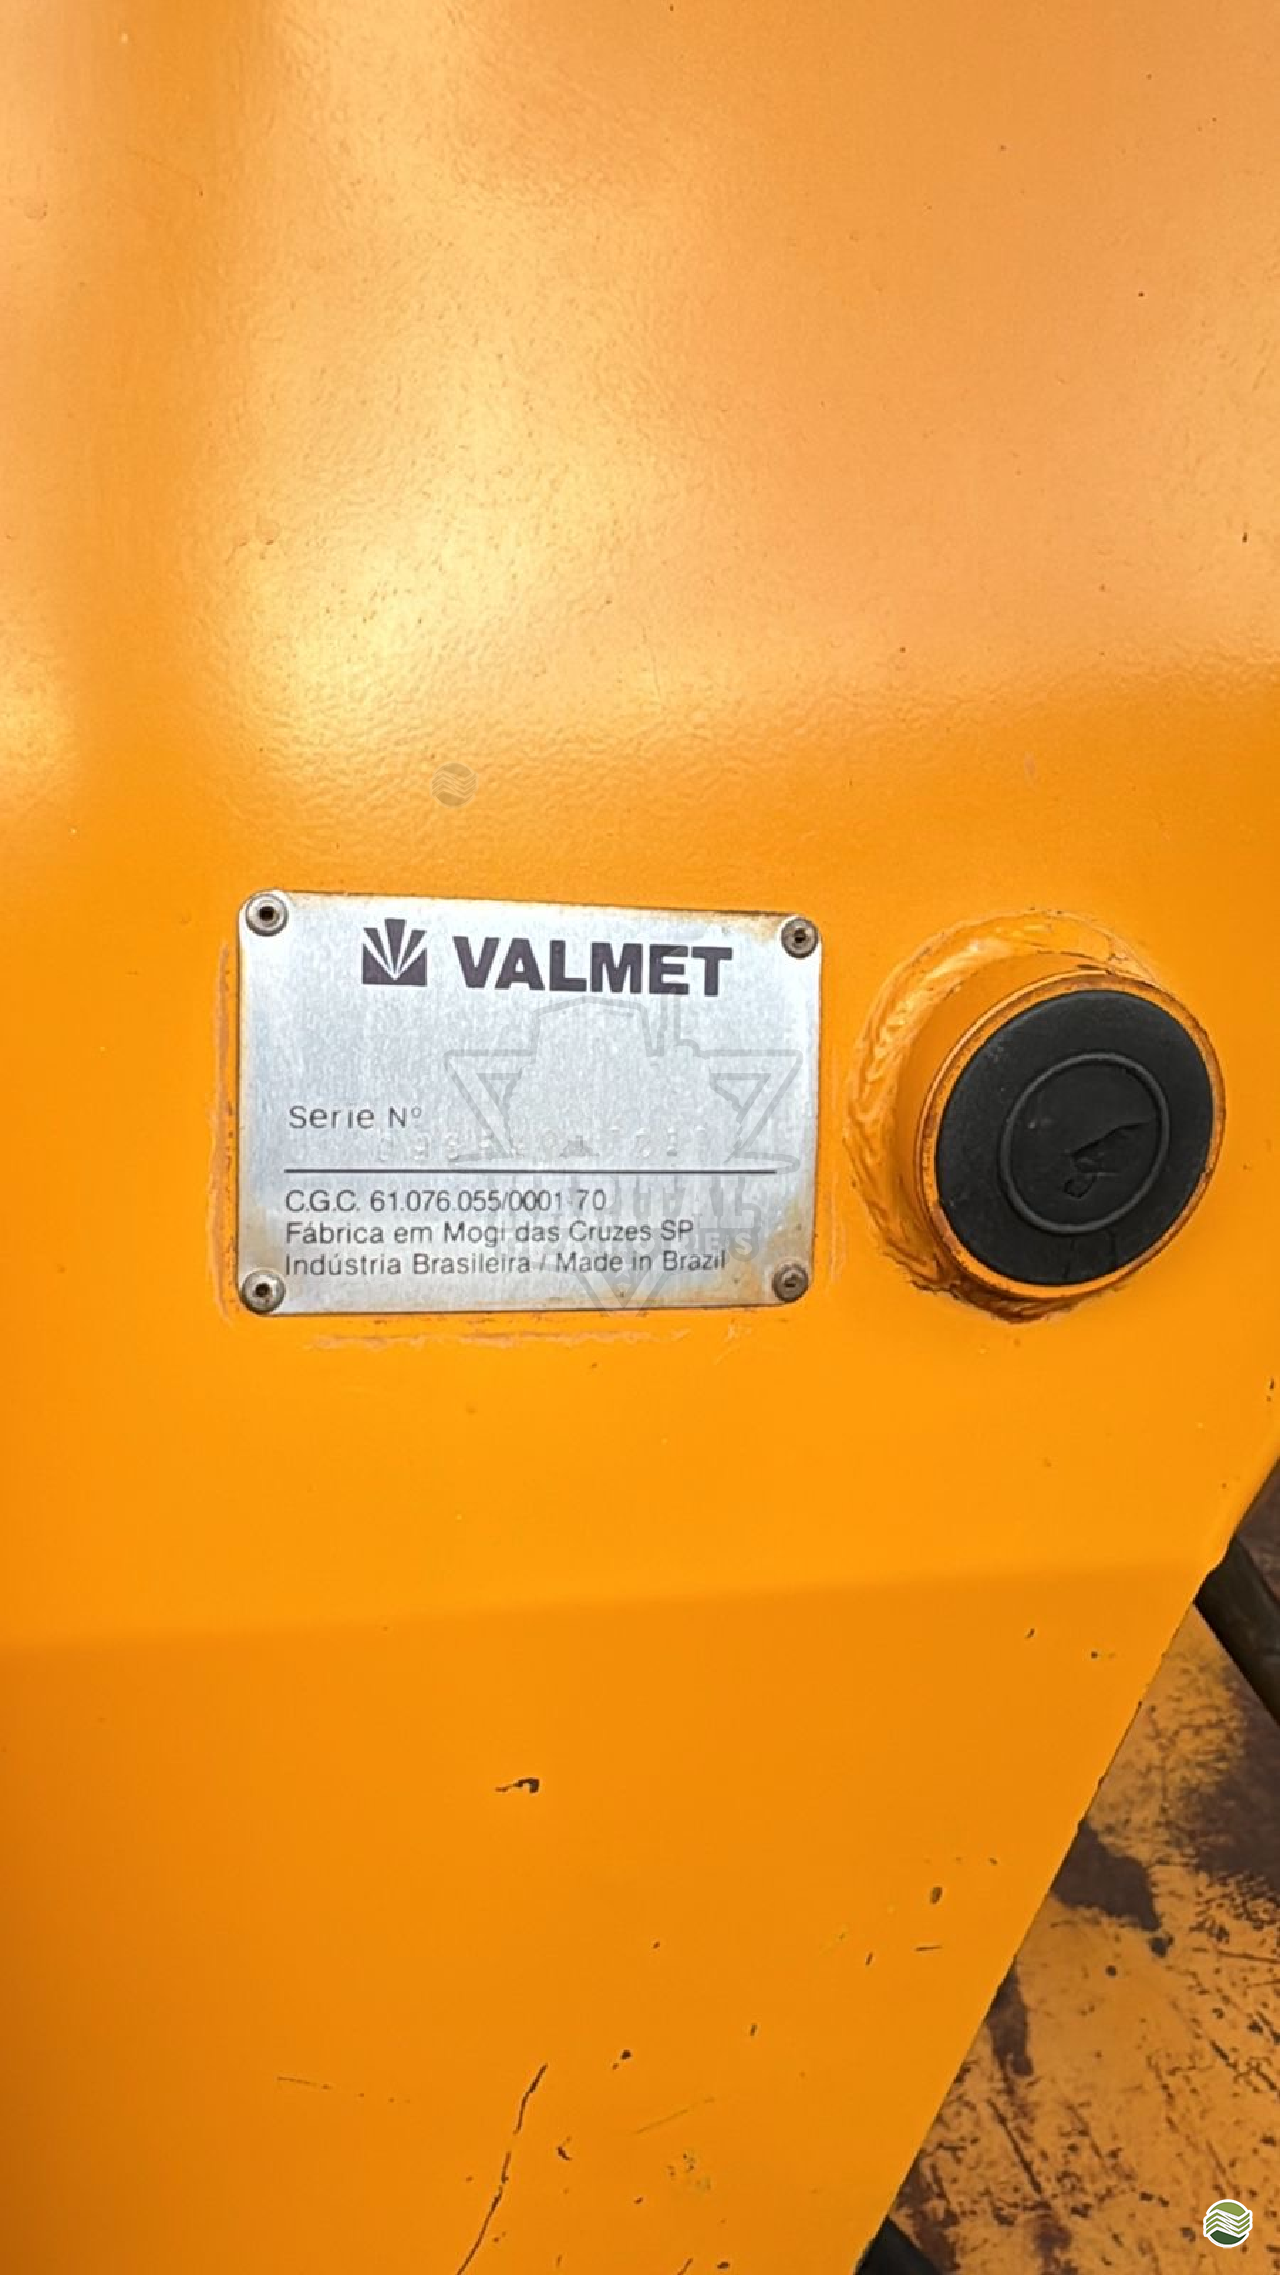 VALMET
Serie Nº
C.G.C. 61.076.055/0001-70
Fábrica em Mogi das Cruzes SP
Indústria Brasileira / Made in Brazil